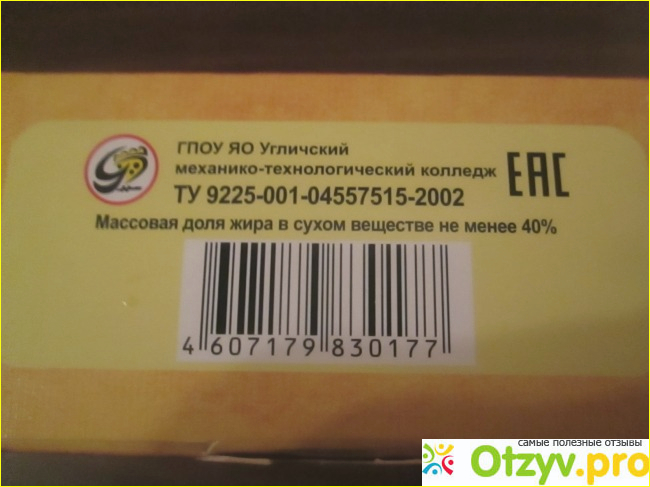 ГПОУ ЯО Угличский
механико-технологический колледж
EAC
ТУ 9225-001-04557515-2002
Массовая доля жира в сухом веществе не менее 40%
4 607179 830177
самые полезные отзывы
Otzyv.pro